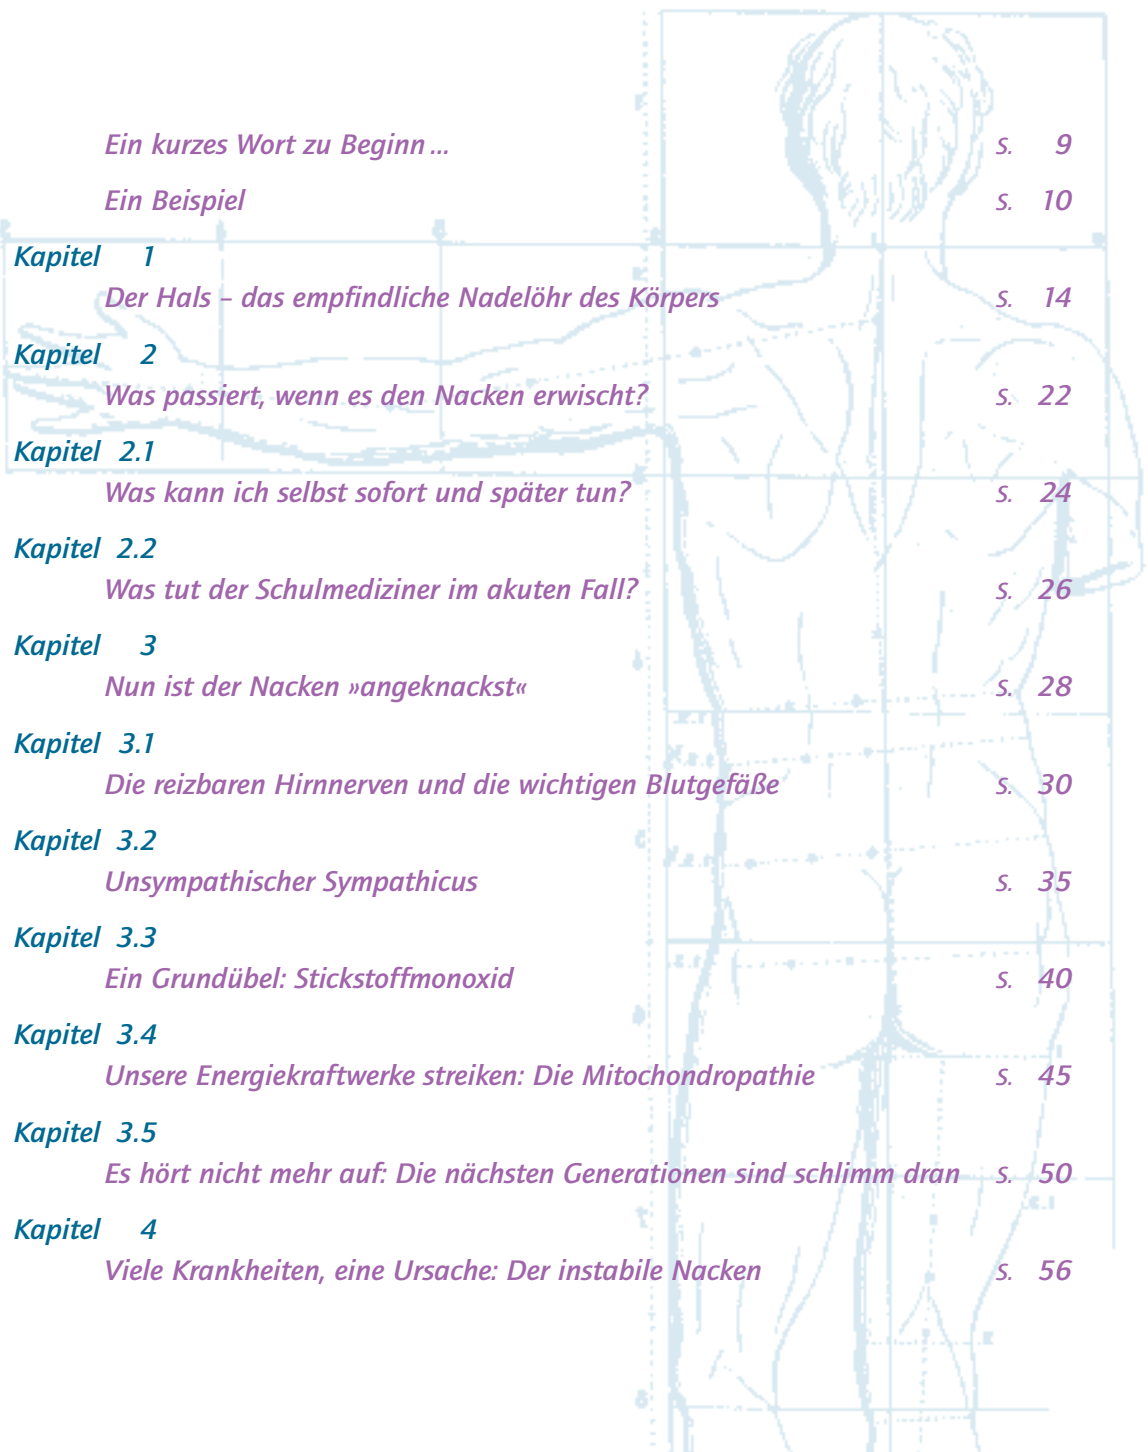 Ein kurzes Wort zu Beginn ... S. 9
Ein Beispiel S. 10
Kapitel 1
Der Hals – das empfindliche Nadelöhr des Körpers S. 14
Kapitel 2
Was passiert, wenn es den Nacken erwischt? S. 22
Kapitel 2.1
Was kann ich selbst sofort und später tun? S. 24
Kapitel 2.2
Was tut der Schulmediziner im akuten Fall? S. 26
Kapitel 3
Nun ist der Nacken »angeknackst« S. 28
Kapitel 3.1
Die reizbaren Hirnnerven und die wichtigen Blutgefäße S. 30
Kapitel 3.2
Unsympathischer Sympathicus S. 35
Kapitel 3.3
Ein Grundübel: Stickstoffmonoxid S. 40
Kapitel 3.4
Unsere Energiekraftwerke streiken: Die Mitochondropathie S. 45
Kapitel 3.5
Es hört nicht mehr auf: Die nächsten Generationen sind schlimm dran S. 50
Kapitel 4
Viele Krankheiten, eine Ursache: Der instabile Nacken S. 56